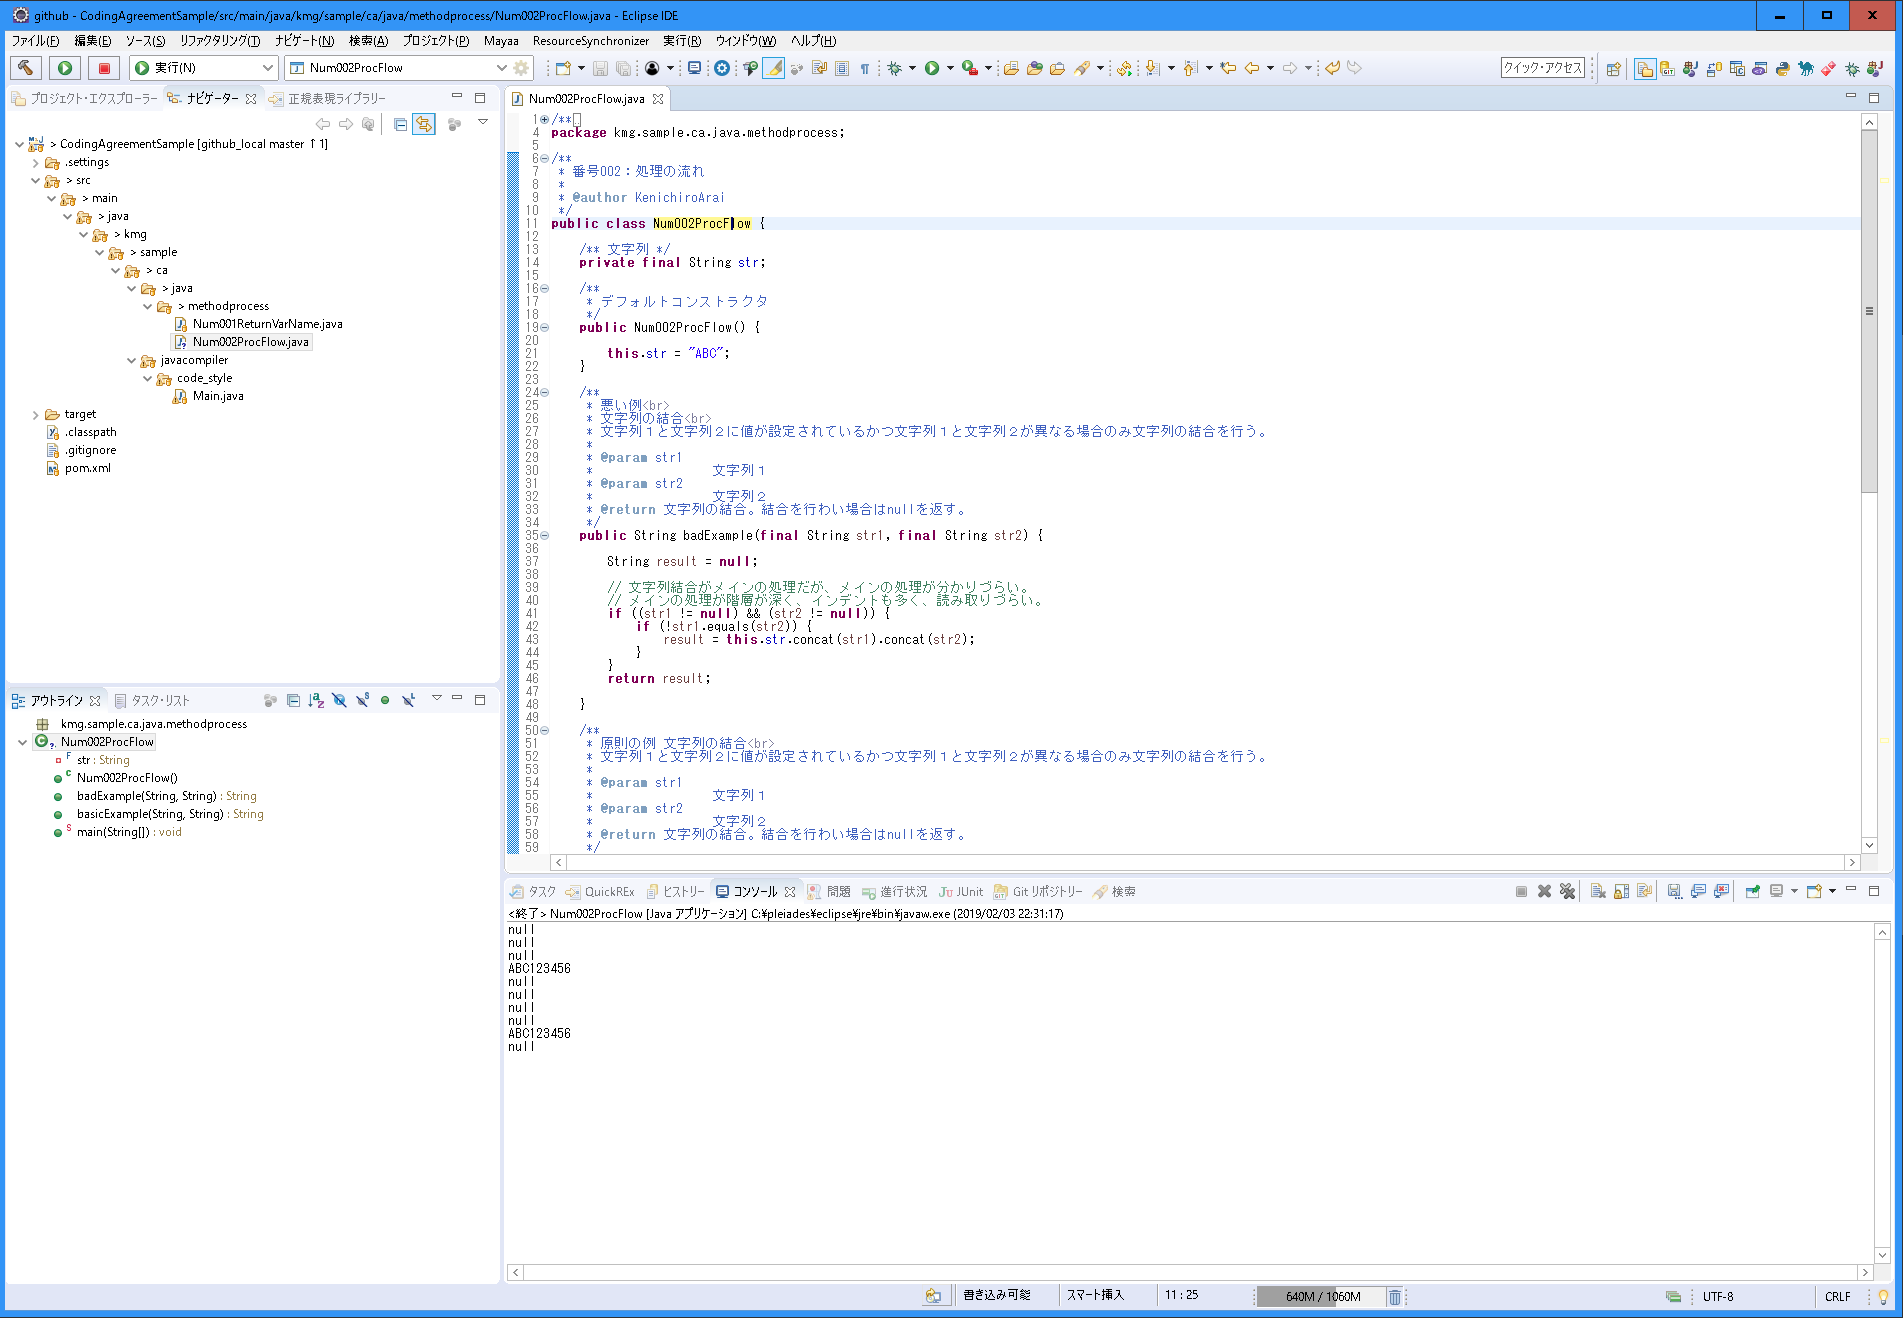 github - CodingAgreementSample/src/main/java/kmg/sample/ca/java/methodprocess/Num002ProcFlow.java - Eclipse IDE
ファイル(F) 編集(E) ソース(S) リファクタリング(T) ナビゲート(N) 検索(A) プロジェクト(P) Mayaa ResourceSynchronizer 実行(R) ウィンドウ(W) ヘルプ(H)
実行(N) Num002ProcFlow クイック・アクセス
プロジェクト・エクスプローラー ナビゲーター 正規表現ライブラリー
> CodingAgreementSample [github_local master ↑1]
.settings
> src
> main
> java
> kmg
> sample
> ca
> java
> methodprocess
Num001ReturnVarName.java
Num002ProcFlow.java
javacompiler
code_style
Main.java
target
.classpath
.gitignore
pom.xml
アウトライン タスク・リスト
kmg.sample.ca.java.methodprocess
Num002ProcFlow
str : String
Num002ProcFlow()
badExample(String, String) : String
basicExample(String, String) : String
main(String[]) : void
Num002ProcFlow.java
1 /**
4 package kmg.sample.ca.java.methodprocess;
5
6 /**
7  * 番号002：処理の流れ
8  *
9  * @author KenichiroArai
10  */
11 public class Num002ProcFlow {
12
13     /** 文字列 */
14     private final String str;
15
16     /**
17      * デフォルトコンストラクタ
18      */
19     public Num002ProcFlow() {
20
21         this.str = "ABC";
22     }
23
24     /**
25      * 悪い例<br>
26      * 文字列の結合<br>
27      * 文字列１と文字列２に値が設定されているかつ文字列１と文字列２が異なる場合のみ文字列の結合を行う。
28      *
29      * @param str1
30      *                 文字列１
31      * @param str2
32      *                 文字列２
33      * @return 文字列の結合。結合を行わい場合はnullを返す。
34      */
35     public String badExample(final String str1, final String str2) {
36
37         String result = null;
38
39         // 文字列結合がメインの処理だが、メインの処理が分かりづらい。
40         // メインの処理が階層が深く、インデントも多く、読み取りづらい。
41         if ((str1 != null) && (str2 != null)) {
42             if (!str1.equals(str2)) {
43                 result = this.str.concat(str1).concat(str2);
44             }
45         }
46         return result;
47
48     }
49
50     /**
51      * 原則の例 文字列の結合<br>
52      * 文字列１と文字列２に値が設定されているかつ文字列１と文字列２が異なる場合のみ文字列の結合を行う。
53      *
54      * @param str1
55      *                 文字列１
56      * @param str2
57      *                 文字列２
58      * @return 文字列の結合。結合を行わい場合はnullを返す。
59      */
タスク QuickREx ヒストリー コンソール 問題 進行状況 JUnit Git リポジトリー 検索
<終了> Num002ProcFlow [Java アプリケーション] C:¥pleiades¥eclipse¥jre¥bin¥javaw.exe (2019/02/03 22:31:17)
null
null
null
ABC123456
null
null
null
null
ABC123456
null
書き込み可能 スマート挿入 11 : 25 640M / 1060M UTF-8 CRLF